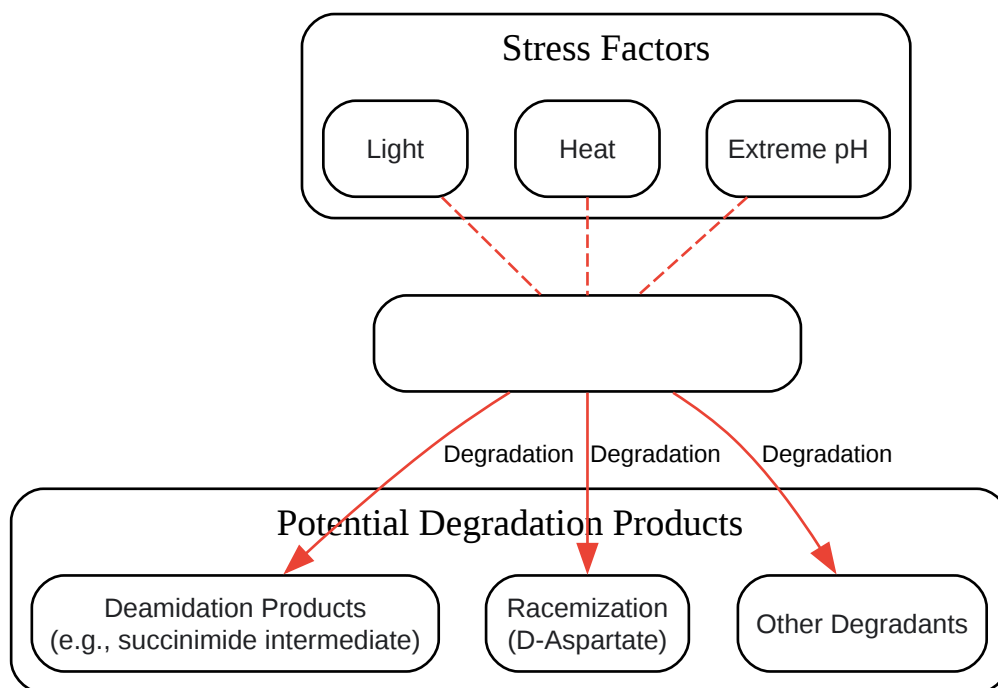 Stress Factors
Light
Heat
Extreme pH
Degradation
Degradation
Degradation
Potential Degradation Products
Deamidation Products
(e.g., succinimide intermediate)
Racemization
(D-Aspartate)
Other Degradants